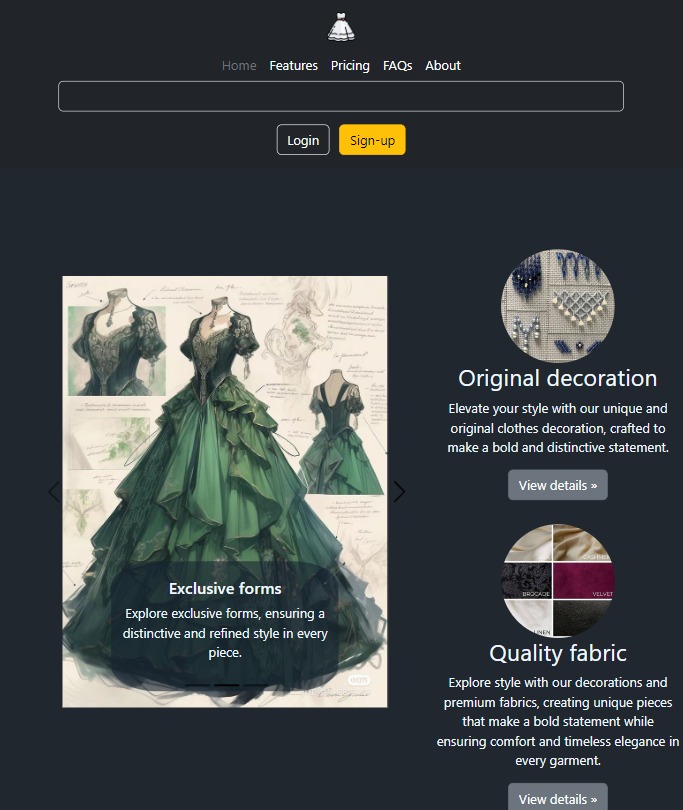 Home Features Pricing FAQs About
Login Sign-up
Exclusive forms
Explore exclusive forms, ensuring a
distinctive and refined style in every
piece.
Original decoration
Elevate your style with our unique and
original clothes decoration, crafted to
make a bold and distinctive statement.
View details »
BROCADE
VELVET
LINEN
Quality fabric
Explore style with our decorations and
premium fabrics, creating unique pieces
that make a bold statement while
ensuring comfort and timeless elegance in
every garment.
View details »